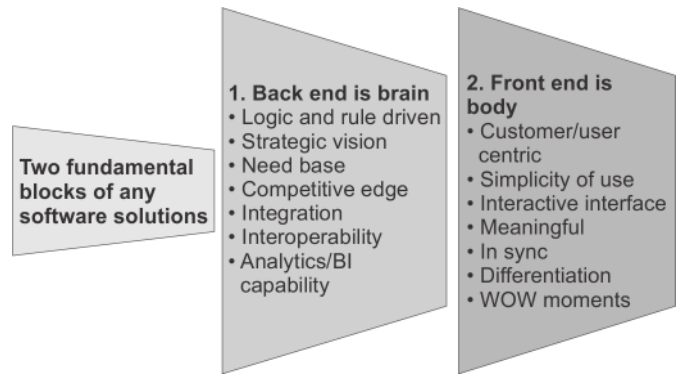 Two fundamental
blocks of any
software solutions
1. Back end is brain
• Logic and rule driven
• Strategic vision
• Need base
• Competitive edge
• Integration
• Interoperability
• Analytics/BI
capability
2. Front end is
body
• Customer/user
centric
• Simplicity of use
• Interactive interface
• Meaningful
• In sync
• Differentiation
• WOW moments